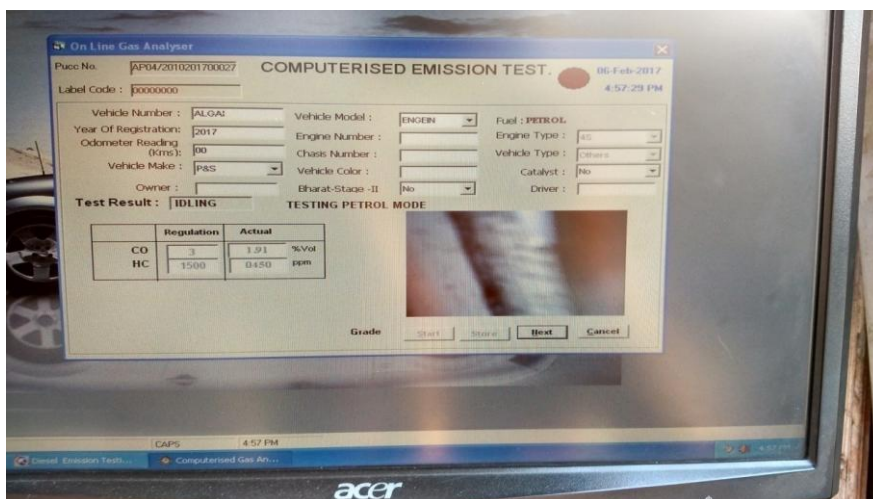 On Line Gas Analyser
Pucc No. AP04/2010201700027 COMPUTERISED EMISSION TEST. 06-Feb-2017
Label Code : 00000000 4:57:29 PM
Vehicle Number : ALGAI Vehicle Model : ENGEIN Fuel : PETROL
Year Of Registration: 2017 Engine Number : Engine Type : 4S
Odometer Reading (Kms): 00 Chasis Number : Vehicle Type : Others
Vehicle Make : P&S Vehicle Color : Catalyst : No
Owner : Bharat-Stage -II No Driver :
Test Result : IDLING TESTING PETROL MODE
Regulation Actual
CO 3 1.91 %Vol
HC 1500 0450 ppm
Grade Start Store Next Cancel
CAPS 4:57 PM
Diesel Emission Testi... Computerised Gas An... 4:57 PM
acer